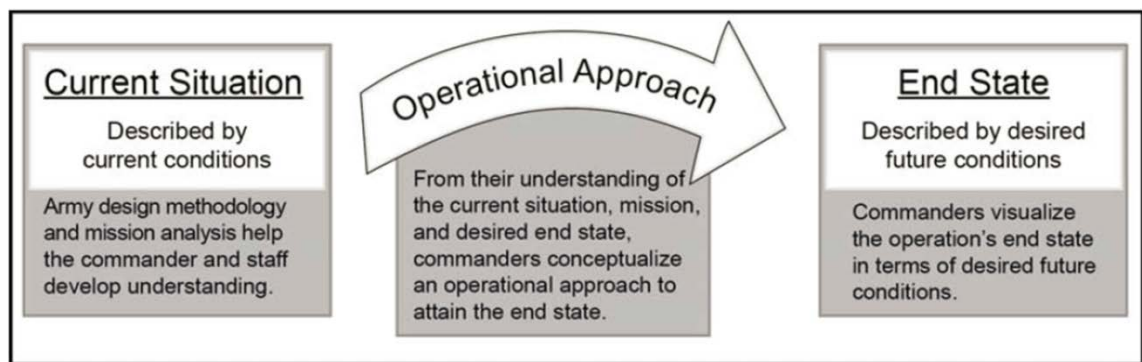 Current Situation
Described by
current conditions
Army design methodology
and mission analysis help
the commander and staff
develop understanding.
Operational Approach
From their understanding of
the current situation, mission,
and desired end state,
commanders conceptualize
an operational approach to
attain the end state.
End State
Described by desired
future conditions
Commanders visualize
the operation’s end state
in terms of desired future
conditions.